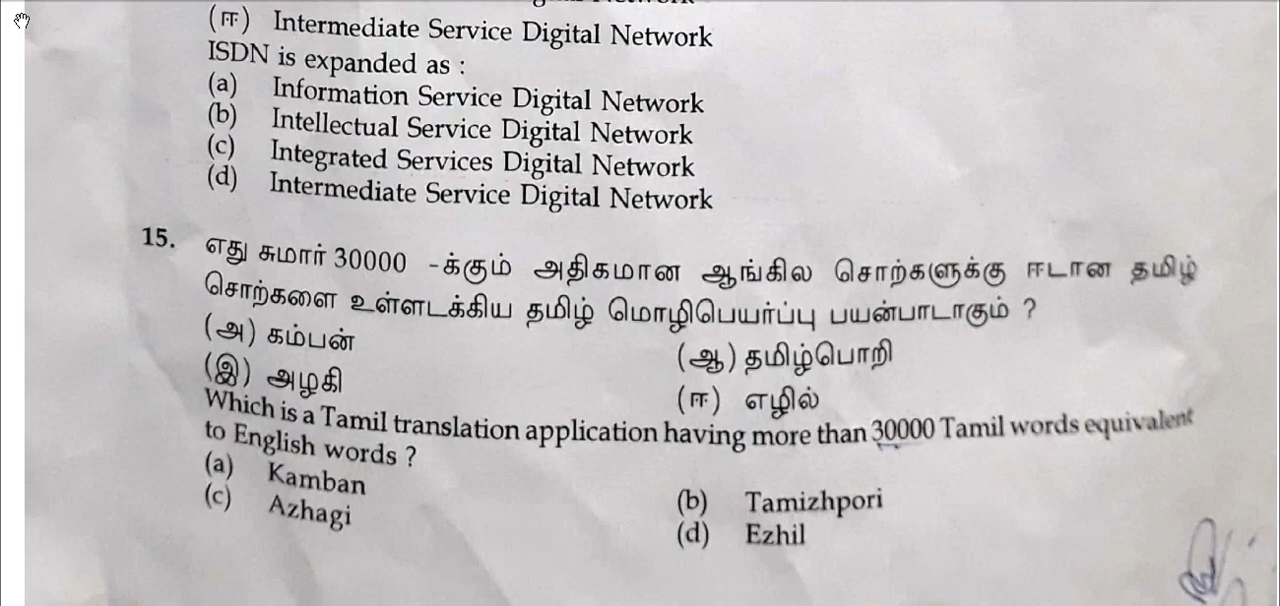 (ஈ) Intermediate Service Digital Network
ISDN is expanded as :
(a) Information Service Digital Network
(b) Intellectual Service Digital Network
(c) Integrated Services Digital Network
(d) Intermediate Service Digital Network
15. எது சுமார் 30000 -க்கும் அதிகமான ஆங்கில சொற்களுக்கு ஈடான தமிழ்
சொற்களை உள்ளடக்கிய தமிழ் மொழிபெயர்ப்பு பயன்பாடாகும் ?
(அ) கம்பன் (ஆ) தமிழ்பொறி
(இ) அழகி (ஈ) எழில்
Which is a Tamil translation application having more than 30000 Tamil words equivalent
to English words ?
(a) Kamban (b) Tamizhpori
(c) Azhagi (d) Ezhil